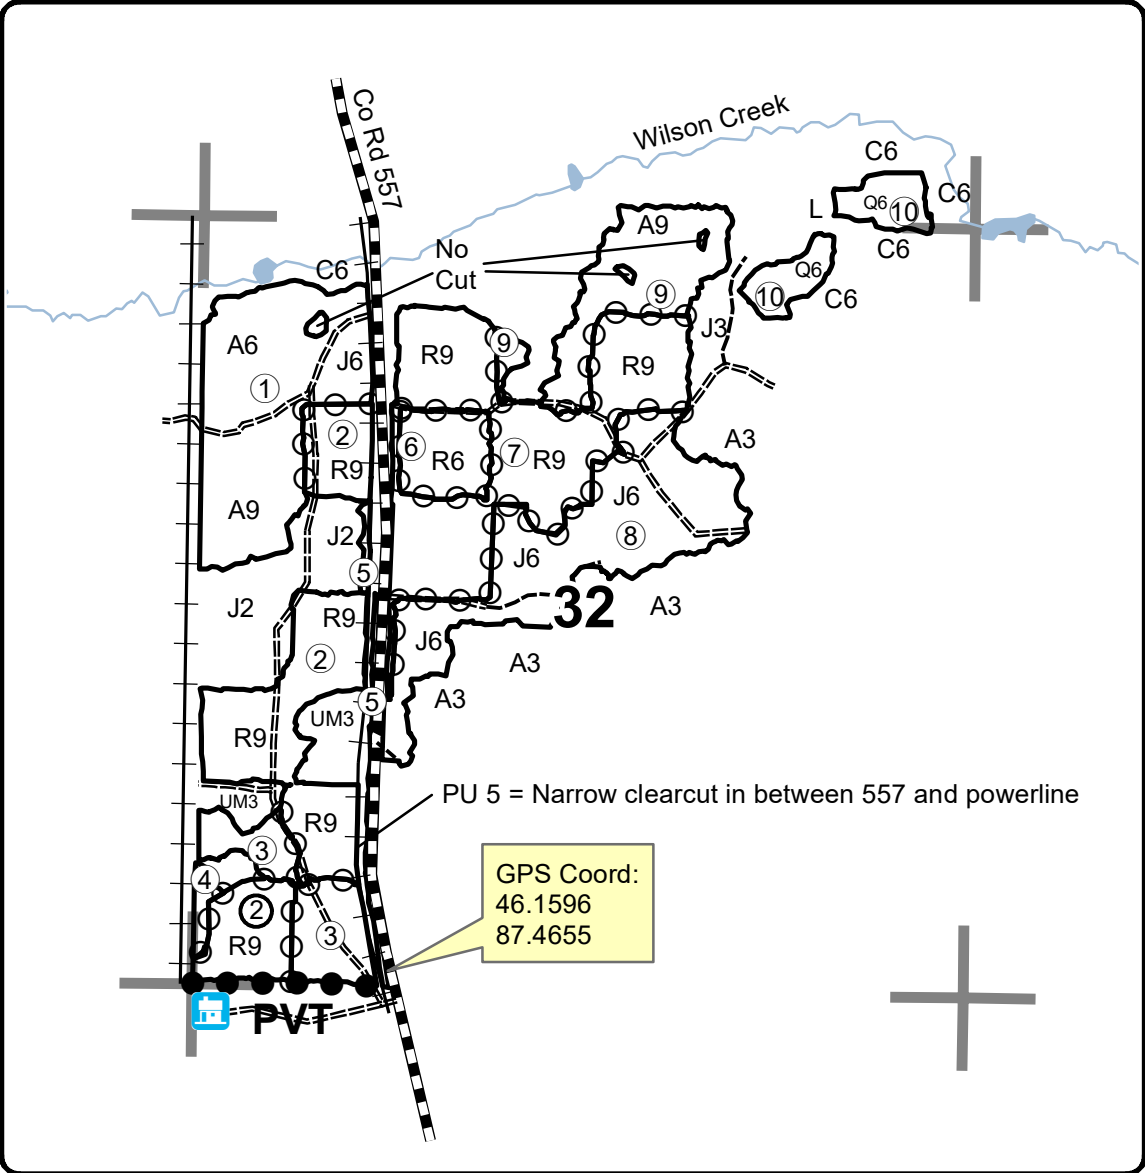 Co Rd 557
Wilson Creek
C6
C6
A9
Q6
10
L
No
Cut
C6
C6
Q6
10
C6
9
J3
A6
J6
R9
9
R9
1
2
6
R6
7
R9
A3
R9
A9
J2
J6
8
5
J6
J2
R9
32
A3
2
J6
A3
5
A3
UM3
R9
PU 5 = Narrow clearcut in between 557 and powerline
UM3
R9
3
4
GPS Coord:
46.1596
87.4655
2
R9
3
PVT